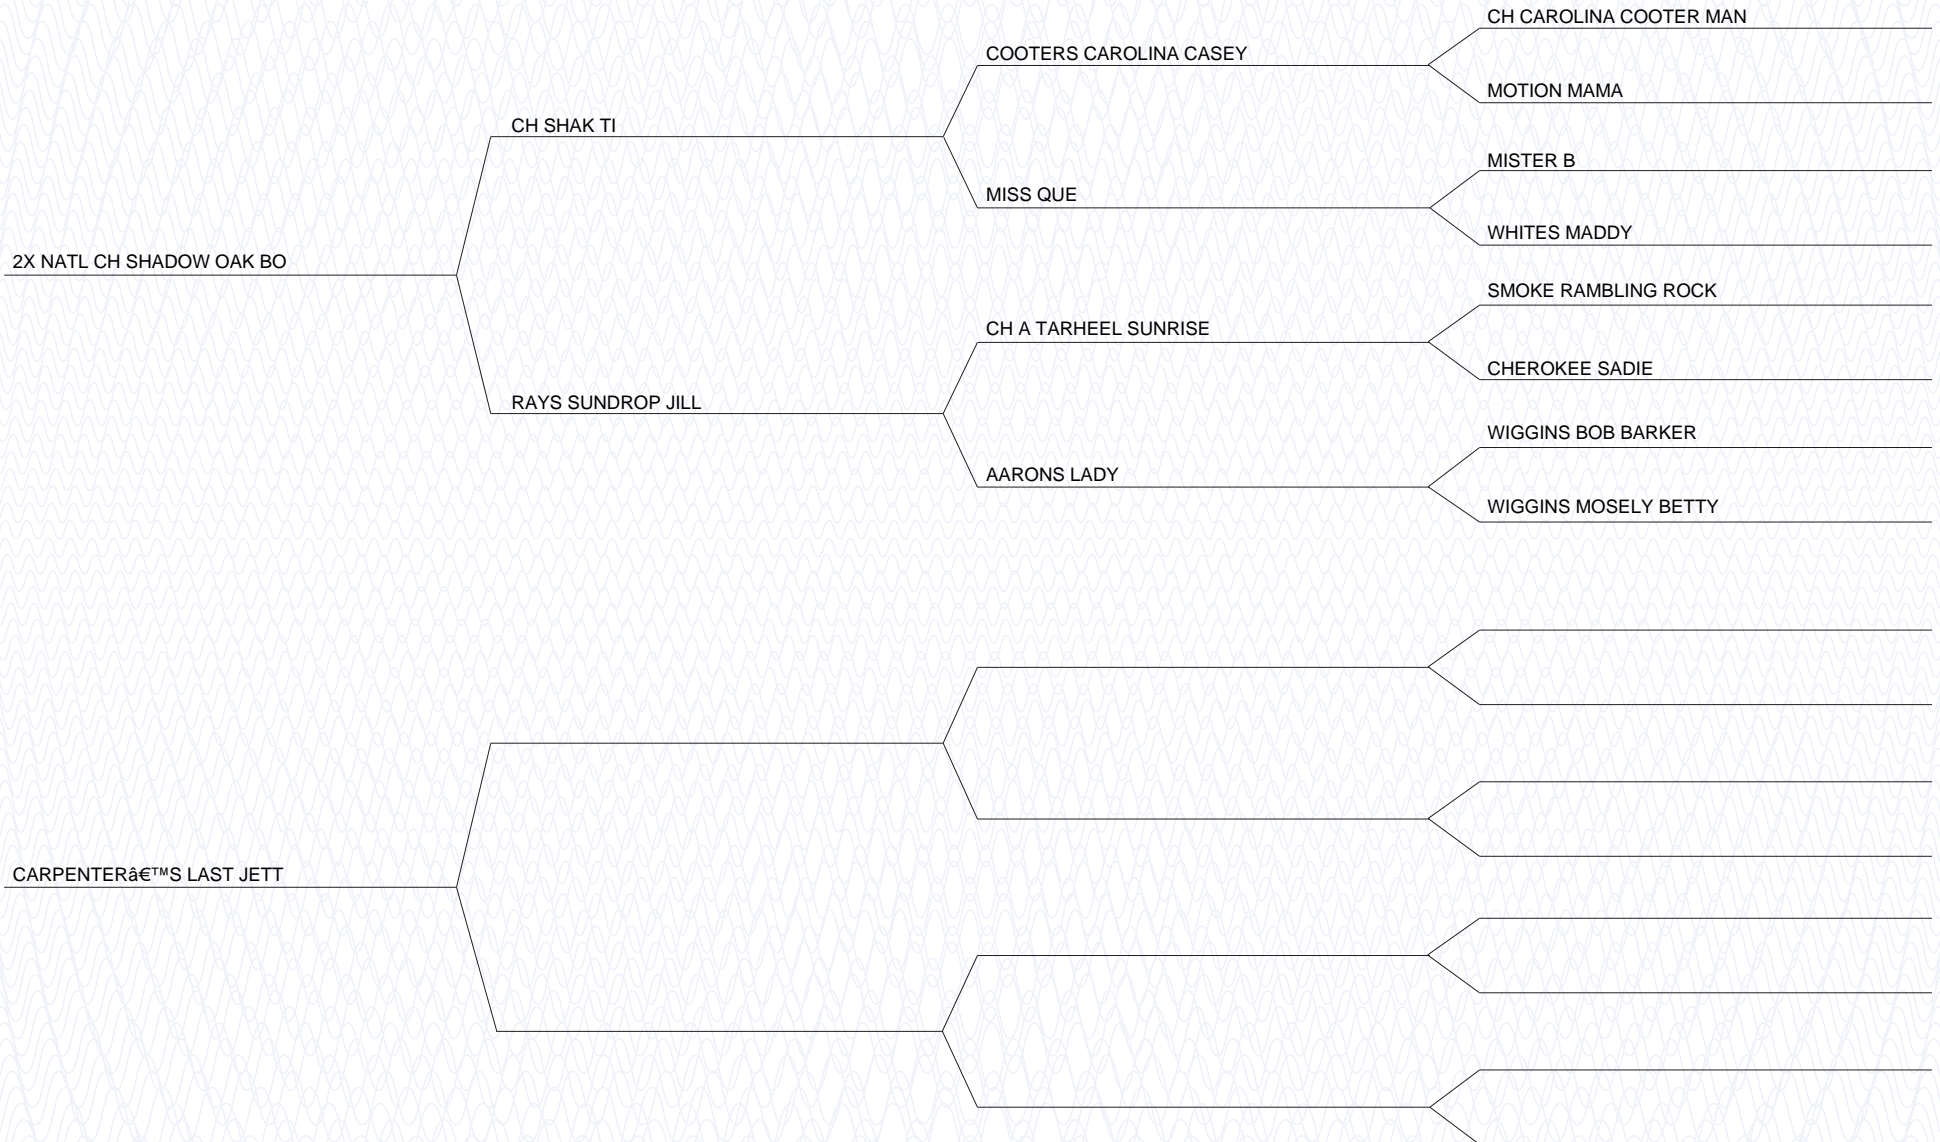 CH CAROLINA COOTER MAN
COOTERS CAROLINA CASEY
MOTION MAMA
CH SHAK TI
MISTER B
MISS QUE
WHITES MADDY
2X NATL CH SHADOW OAK BO
SMOKE RAMBLING ROCK
CH A TARHEEL SUNRISE
CHEROKEE SADIE
RAYS SUNDROP JILL
WIGGINS BOB BARKER
AARONS LADY
WIGGINS MOSELY BETTY
CARPENTERâ€™S LAST JETT